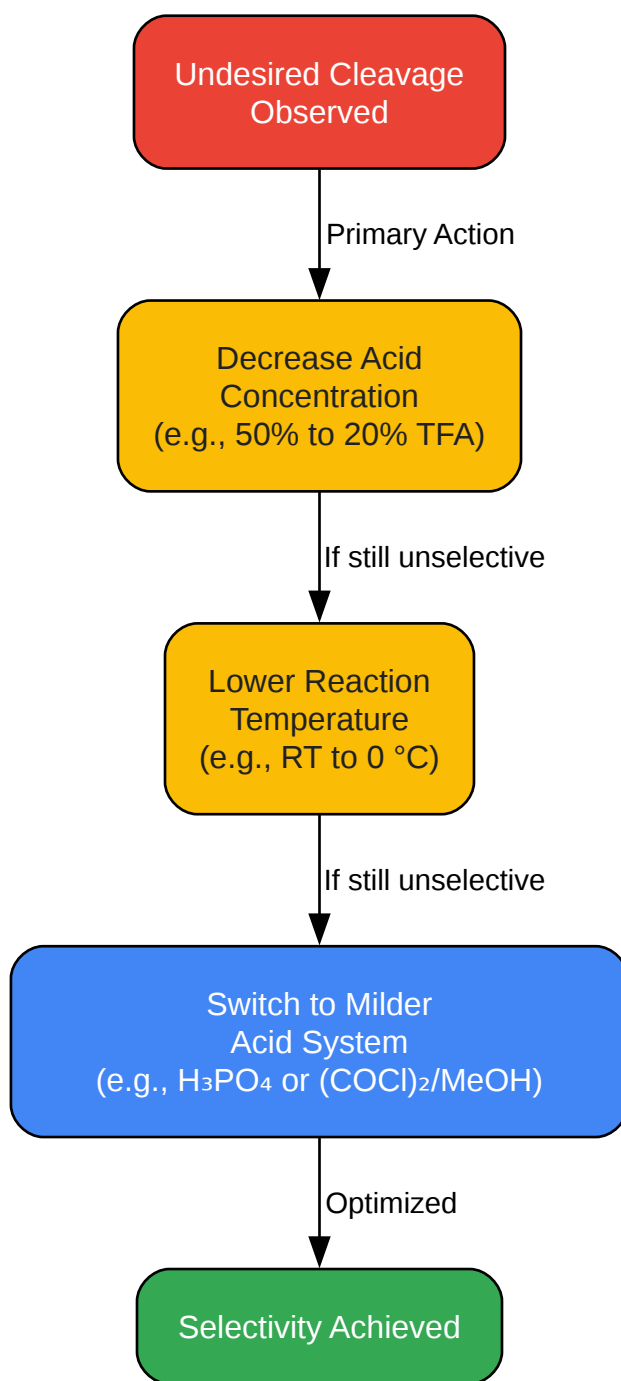 Undesired Cleavage
Observed
Primary Action
Decrease Acid
Concentration
(e.g., 50% to 20% TFA)
If still unselective
Lower Reaction
Temperature
(e.g., RT to 0 °C)
If still unselective
Switch to Milder
Acid System
(e.g., H₃PO₄ or (COCl)₂/MeOH)
Optimized
Selectivity Achieved